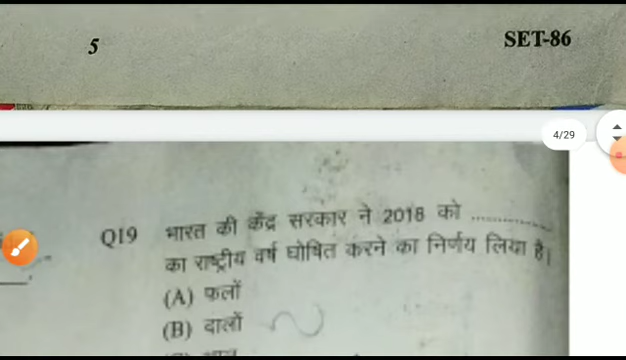 5
SET-86
4/29
Q19 भारत की केंद्र सरकार ने 2018 को ..............
का राष्ट्रीय वर्ष घोषित करने का निर्णय लिया है।
(A) फलों
(B) दालों